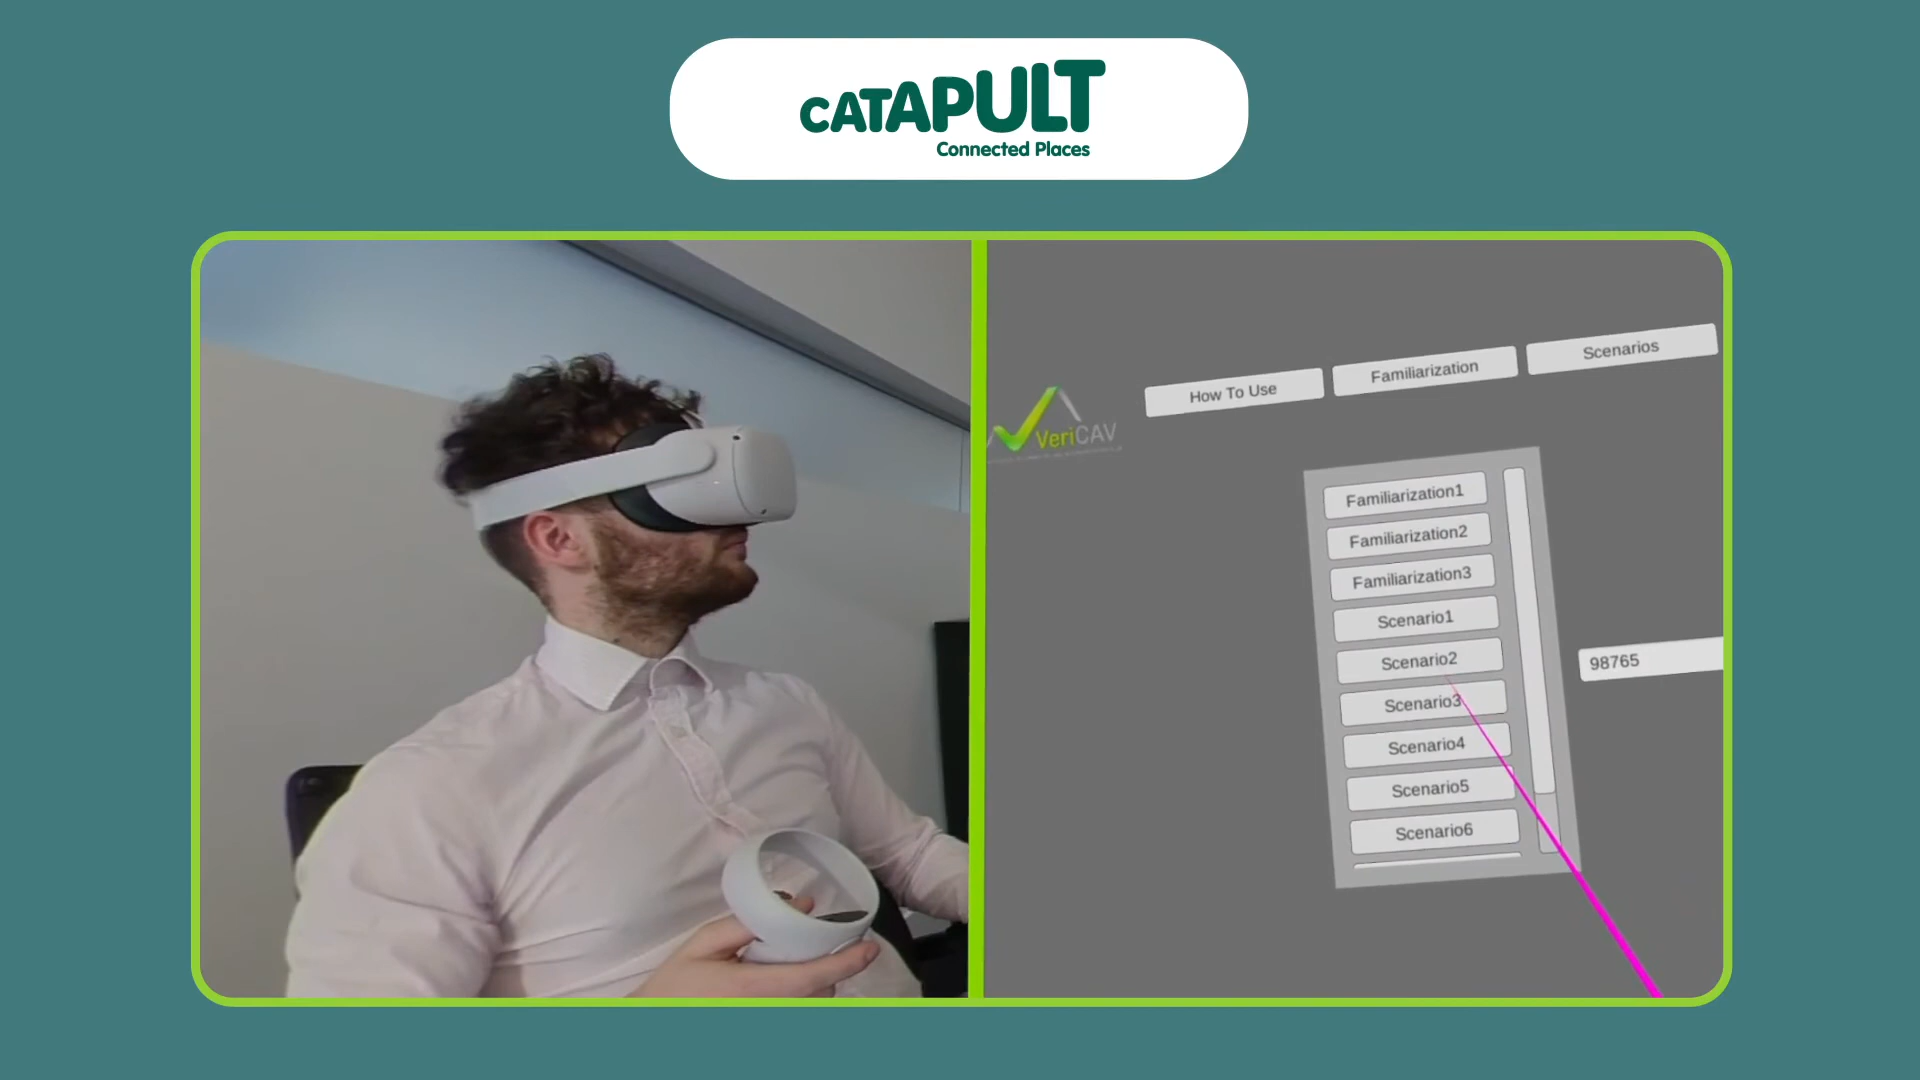 CATAPULT
Connected Places
How To Use
Familiarization
Scenarios
VeriCAV
Familiarization1
Familiarization2
Familiarization3
Scenario1
Scenario2
Scenario3
Scenario4
Scenario5
Scenario6
98765